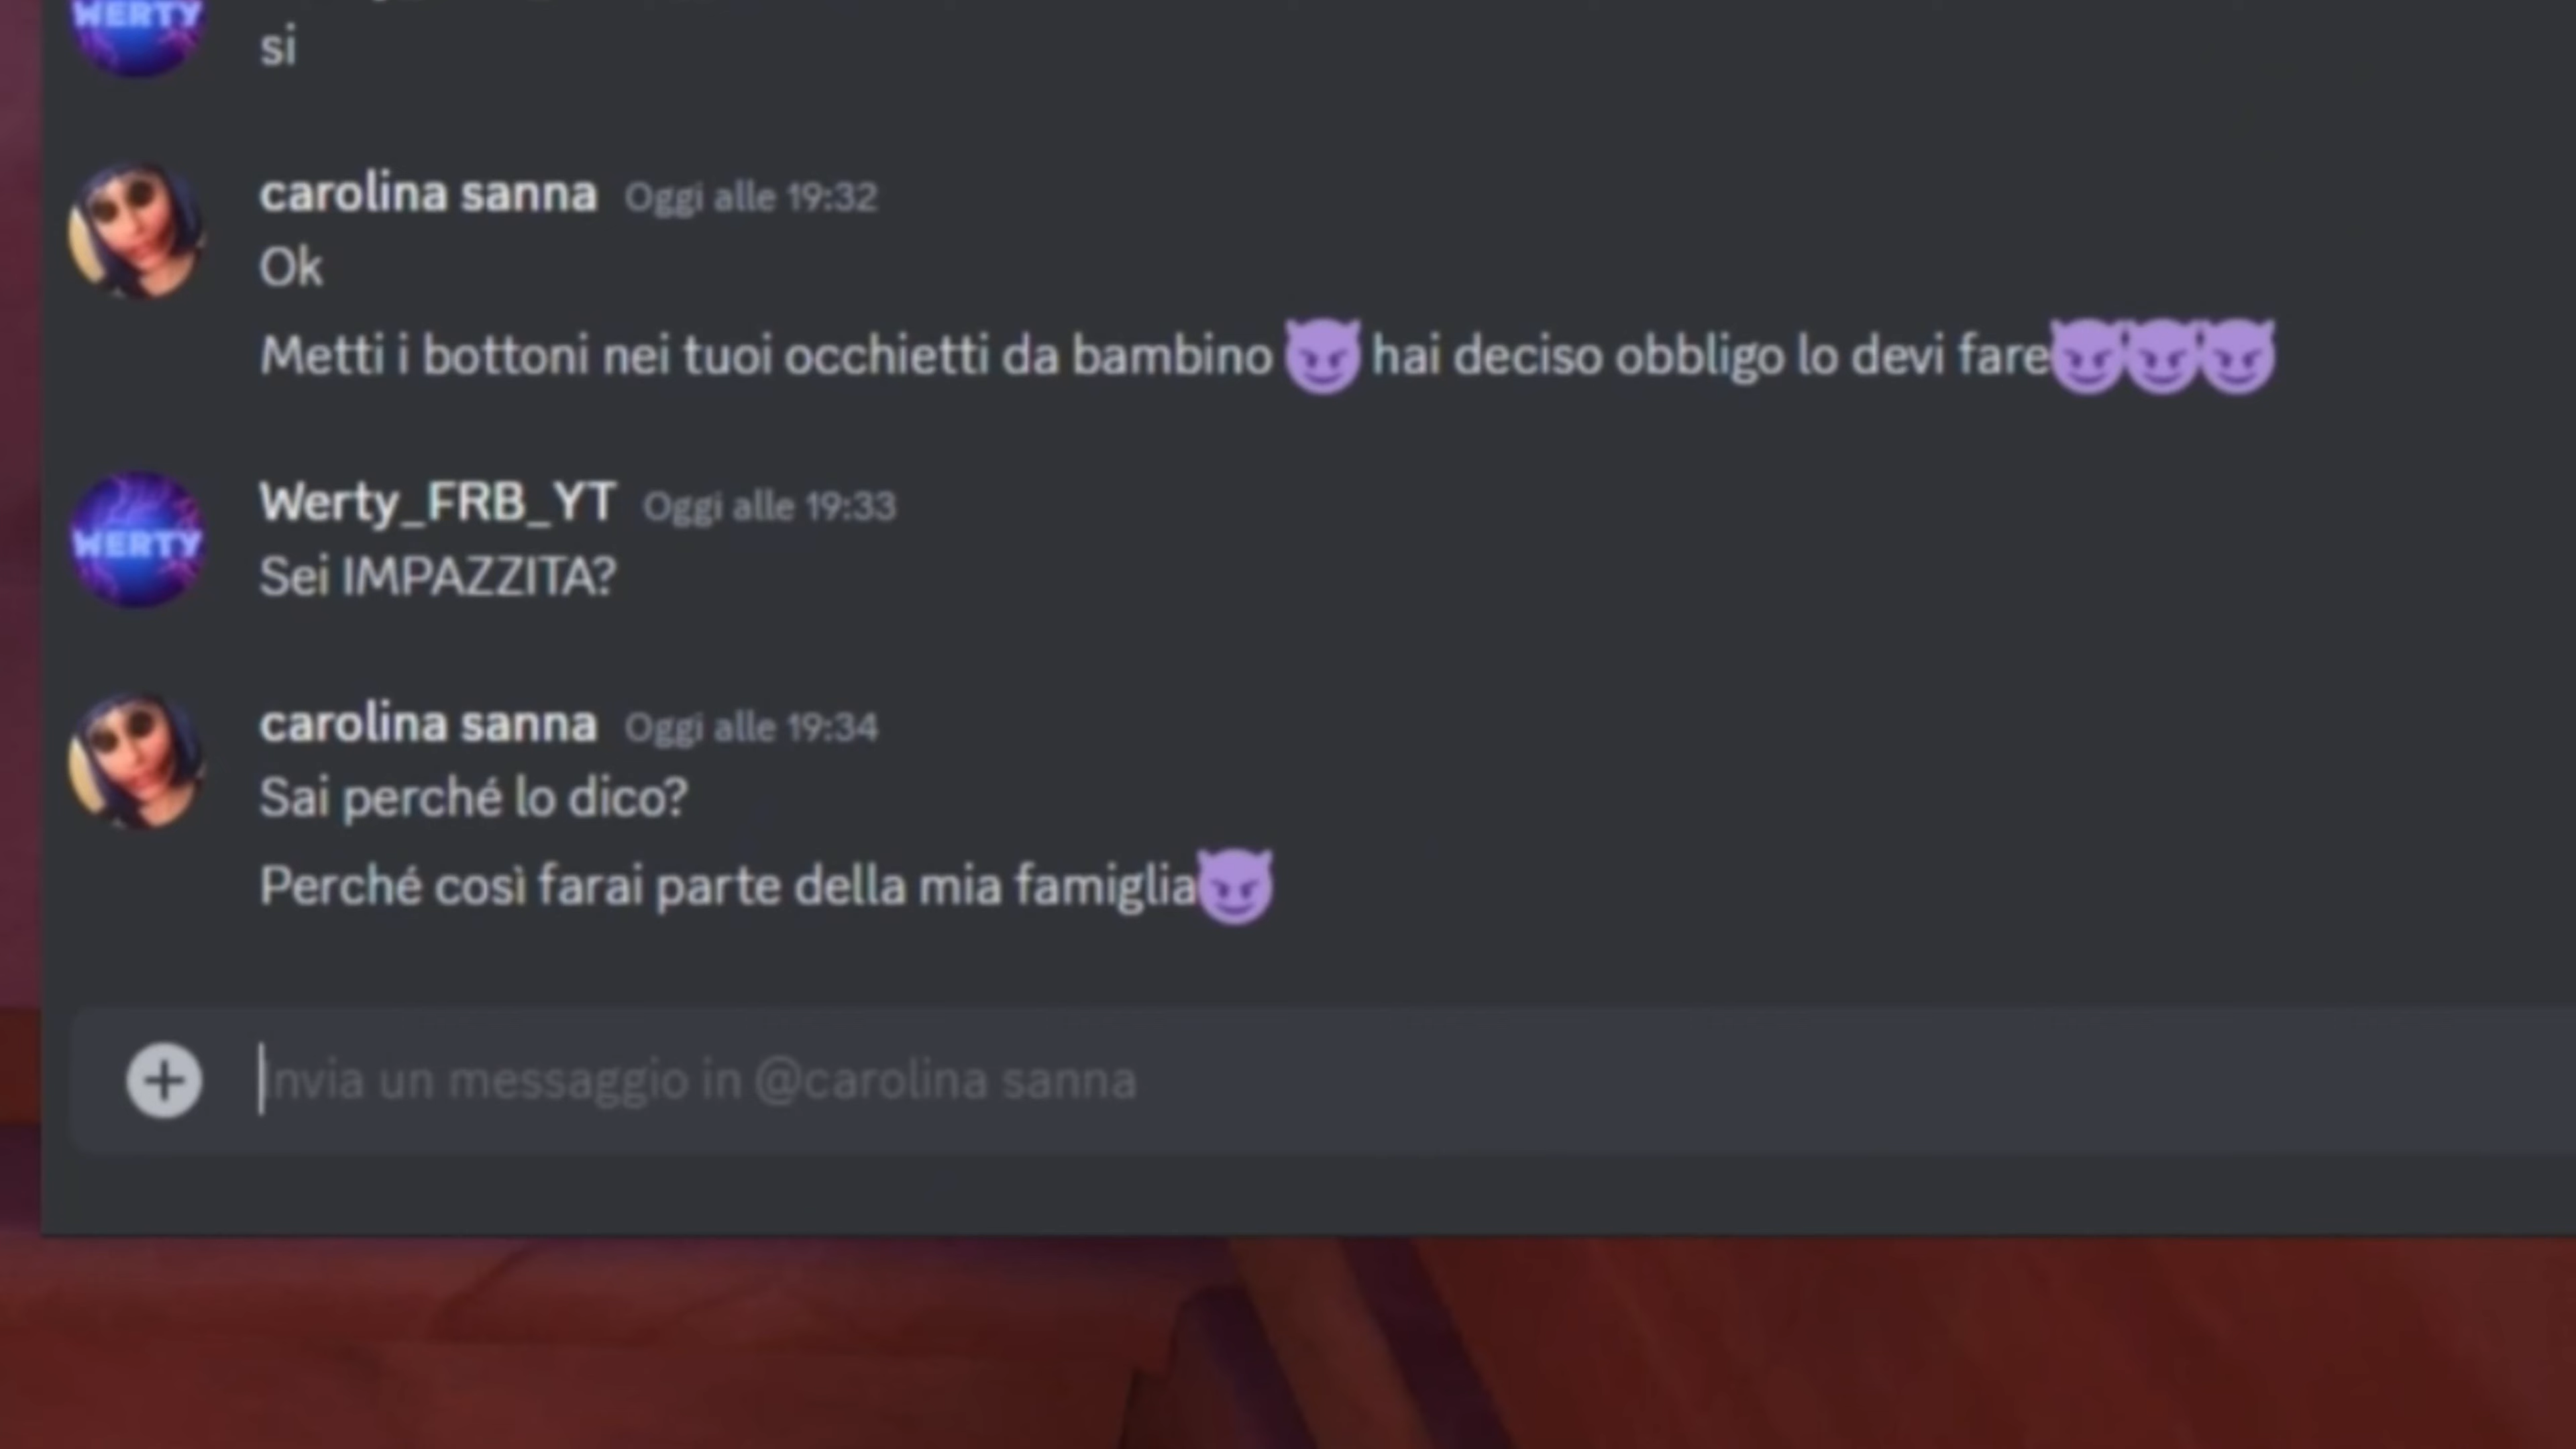 WERTY
si
carolina sanna Oggi alle 19:32
Ok
Metti i bottoni nei tuoi occhietti da bambino 😈 hai deciso obbligo lo devi fare😈😈😈
Werty_FRB_YT Oggi alle 19:33
WERTY
Sei IMPAZZITA?
carolina sanna Oggi alle 19:34
Sai perché lo dico?
Perché così farai parte della mia famiglia😈
Invia un messaggio in @carolina sanna